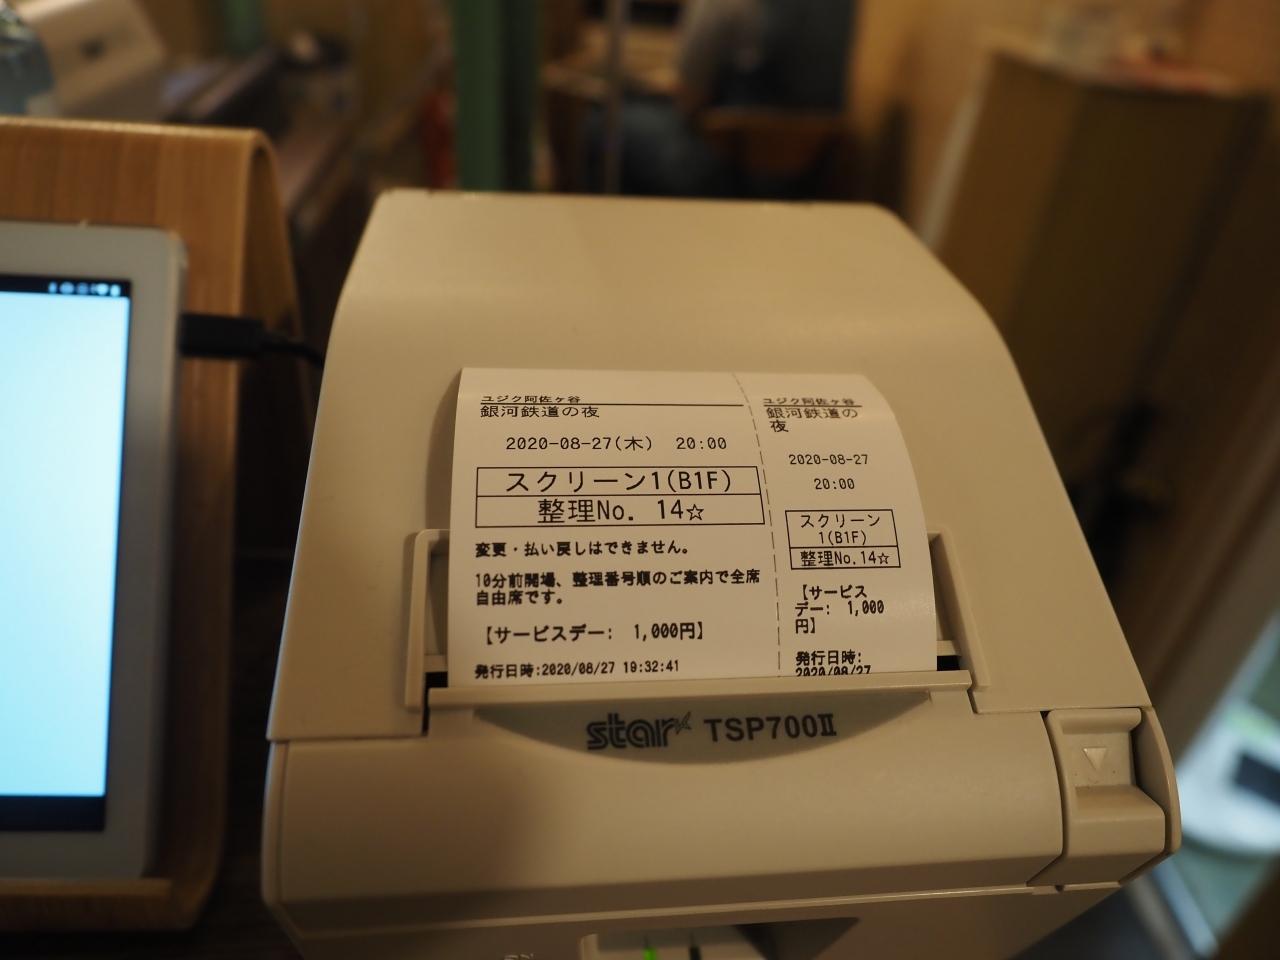 ユジク阿佐ヶ谷
銀河鉄道の夜
2020-08-27(木) 20:00
スクリーン1(B1F)
整理No. 14☆
変更・払い戻しはできません。
10分前開場、整理番号順のご案内で全席
自由席です。
【サービスデー: 1,000円】
発行日時:2020/08/27 19:32:41
ユジク阿佐ヶ谷
銀河鉄道の
夜
2020-08-27
20:00
スクリーン
1(B1F)
整理No.14☆
【サービス
デー: 1,000
円】
発行日時:
2020/08/27
star TSP700II